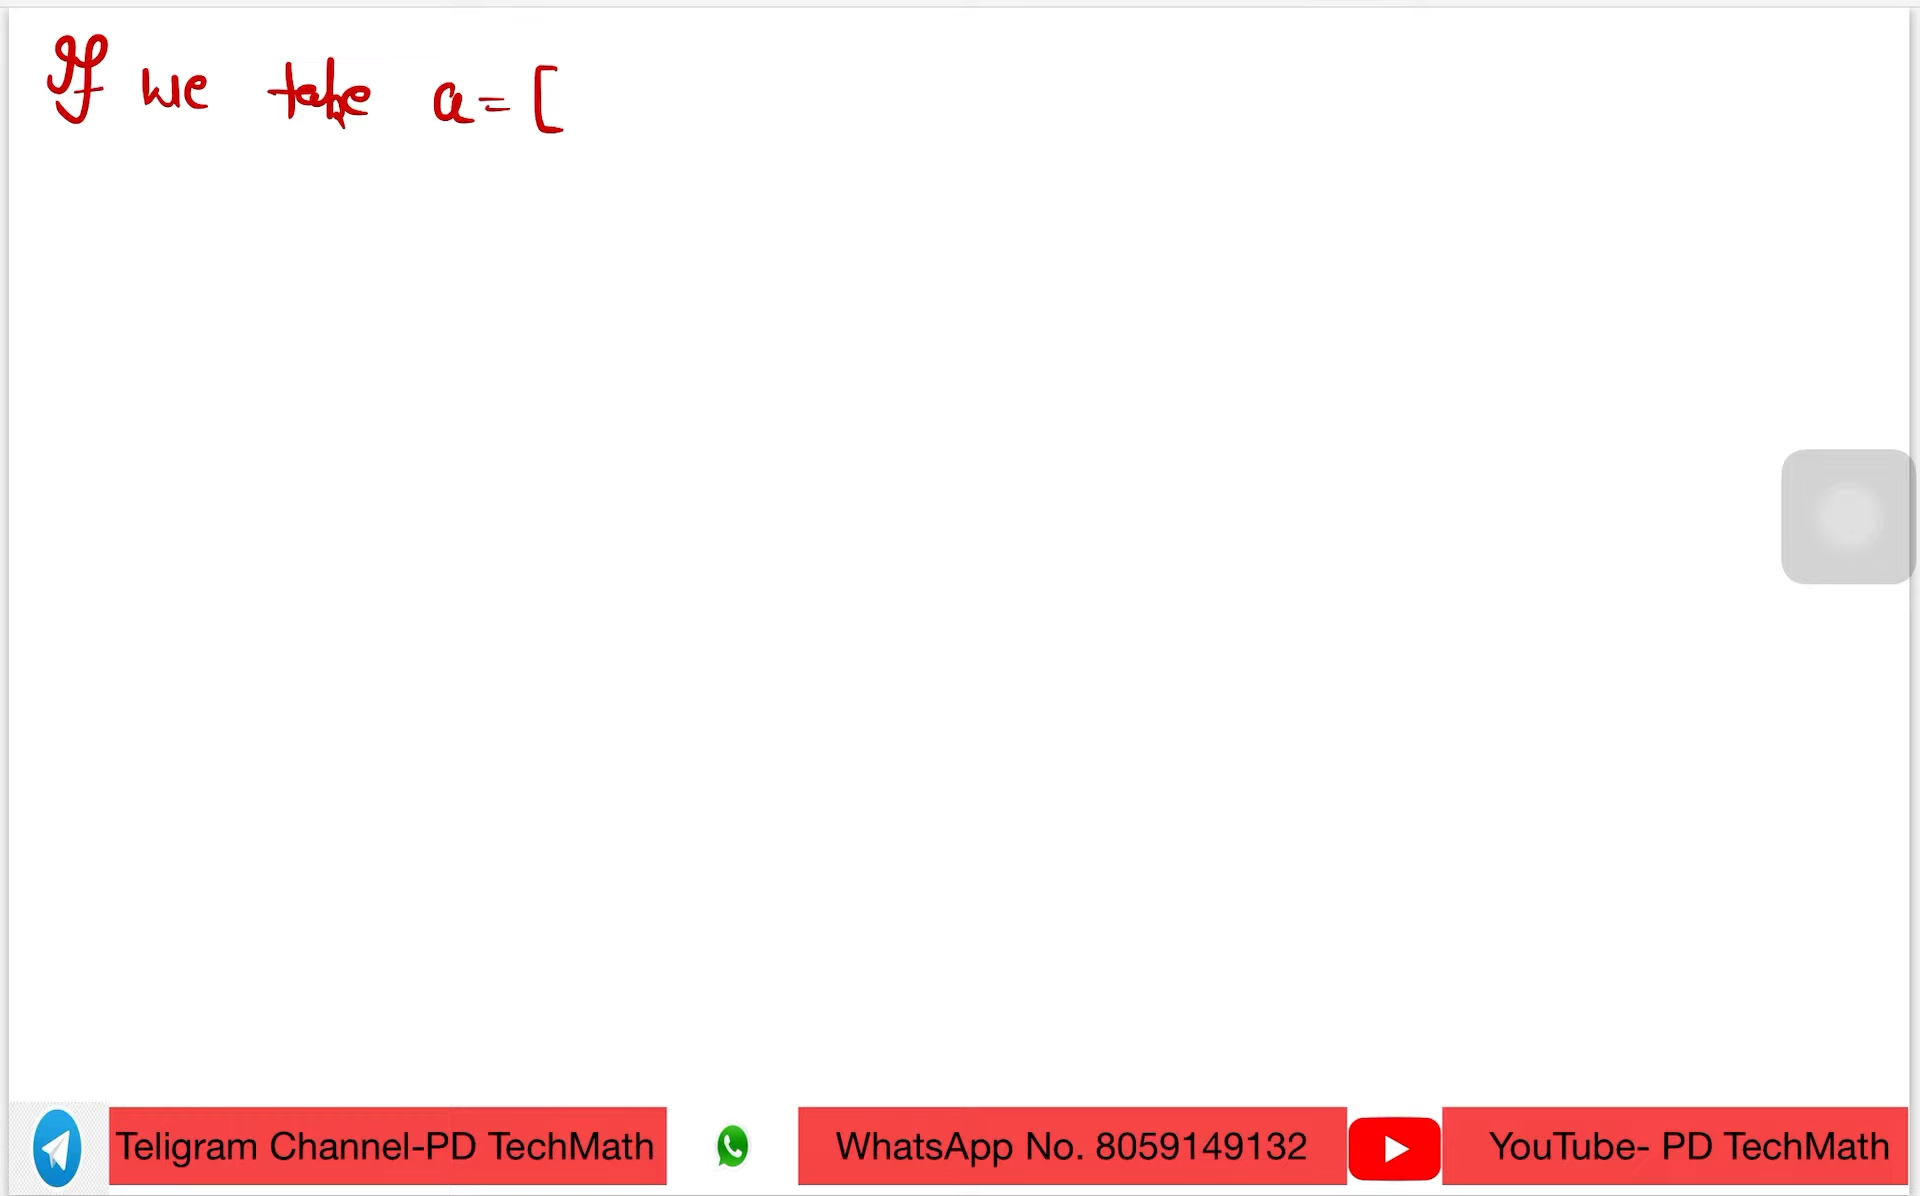 If we take a = [
Teligram Channel-PD TechMath
WhatsApp No. 8059149132
YouTube- PD TechMath